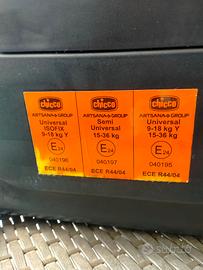 chicco
ARTSANA GROUP
Universal
ISOFIX
9-18 kg Y
E24
040196
ECE R44/04
chicco
ARTSANA GROUP
Semi
Universal
15-36 kg
E24
040197
ECE R44/04
chicco
ARTSANA GROUP
Universal
9-18 kg Y
15-36 kg
E24
040195
ECE R44/04